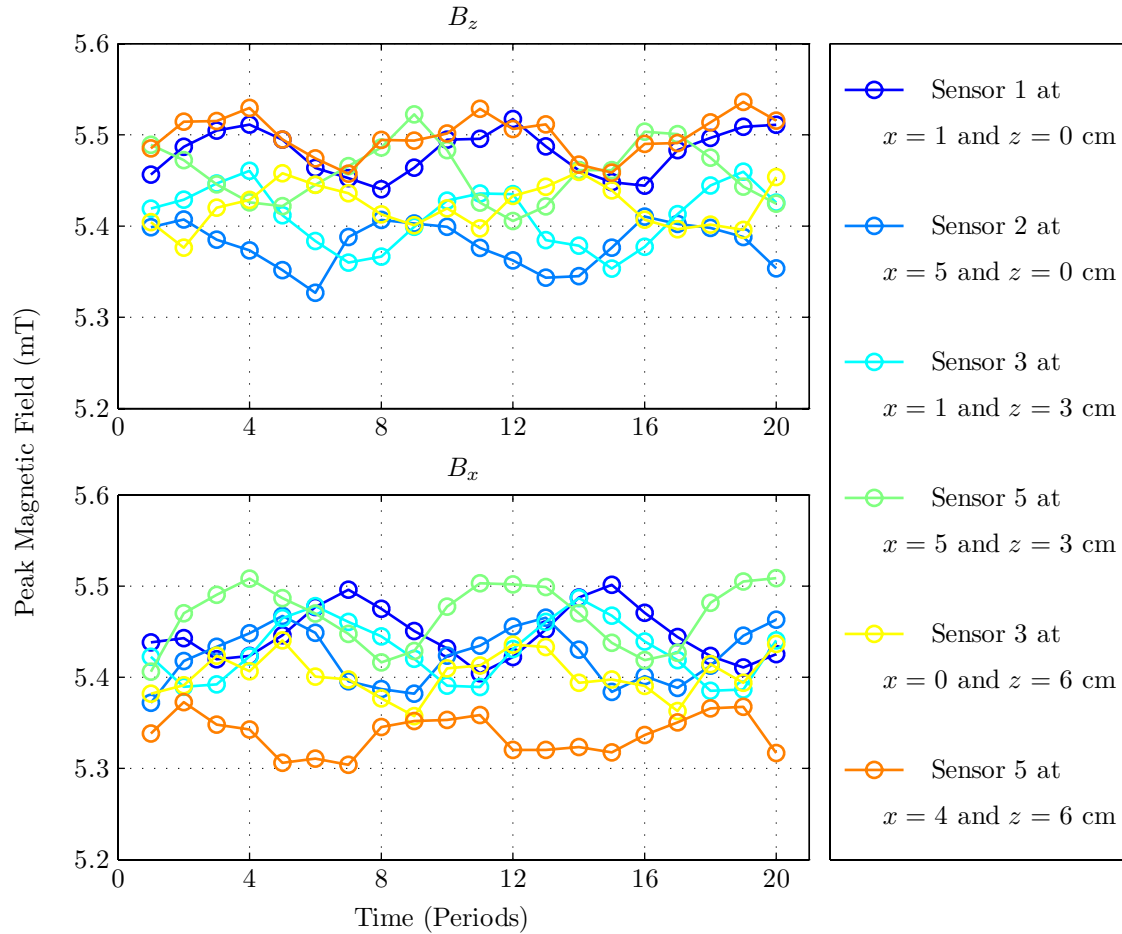 B_z
5.6
5.5
5.4
5.3
5.2
0 4 8 12 16 20
Peak Magnetic Field (mT)
B_x
5.6
5.5
5.4
5.3
5.2
0 4 8 12 16 20
Time (Periods)
Sensor 1 at
x = 1 and z = 0 cm
Sensor 2 at
x = 5 and z = 0 cm
Sensor 3 at
x = 1 and z = 3 cm
Sensor 5 at
x = 5 and z = 3 cm
Sensor 3 at
x = 0 and z = 6 cm
Sensor 5 at
x = 4 and z = 6 cm